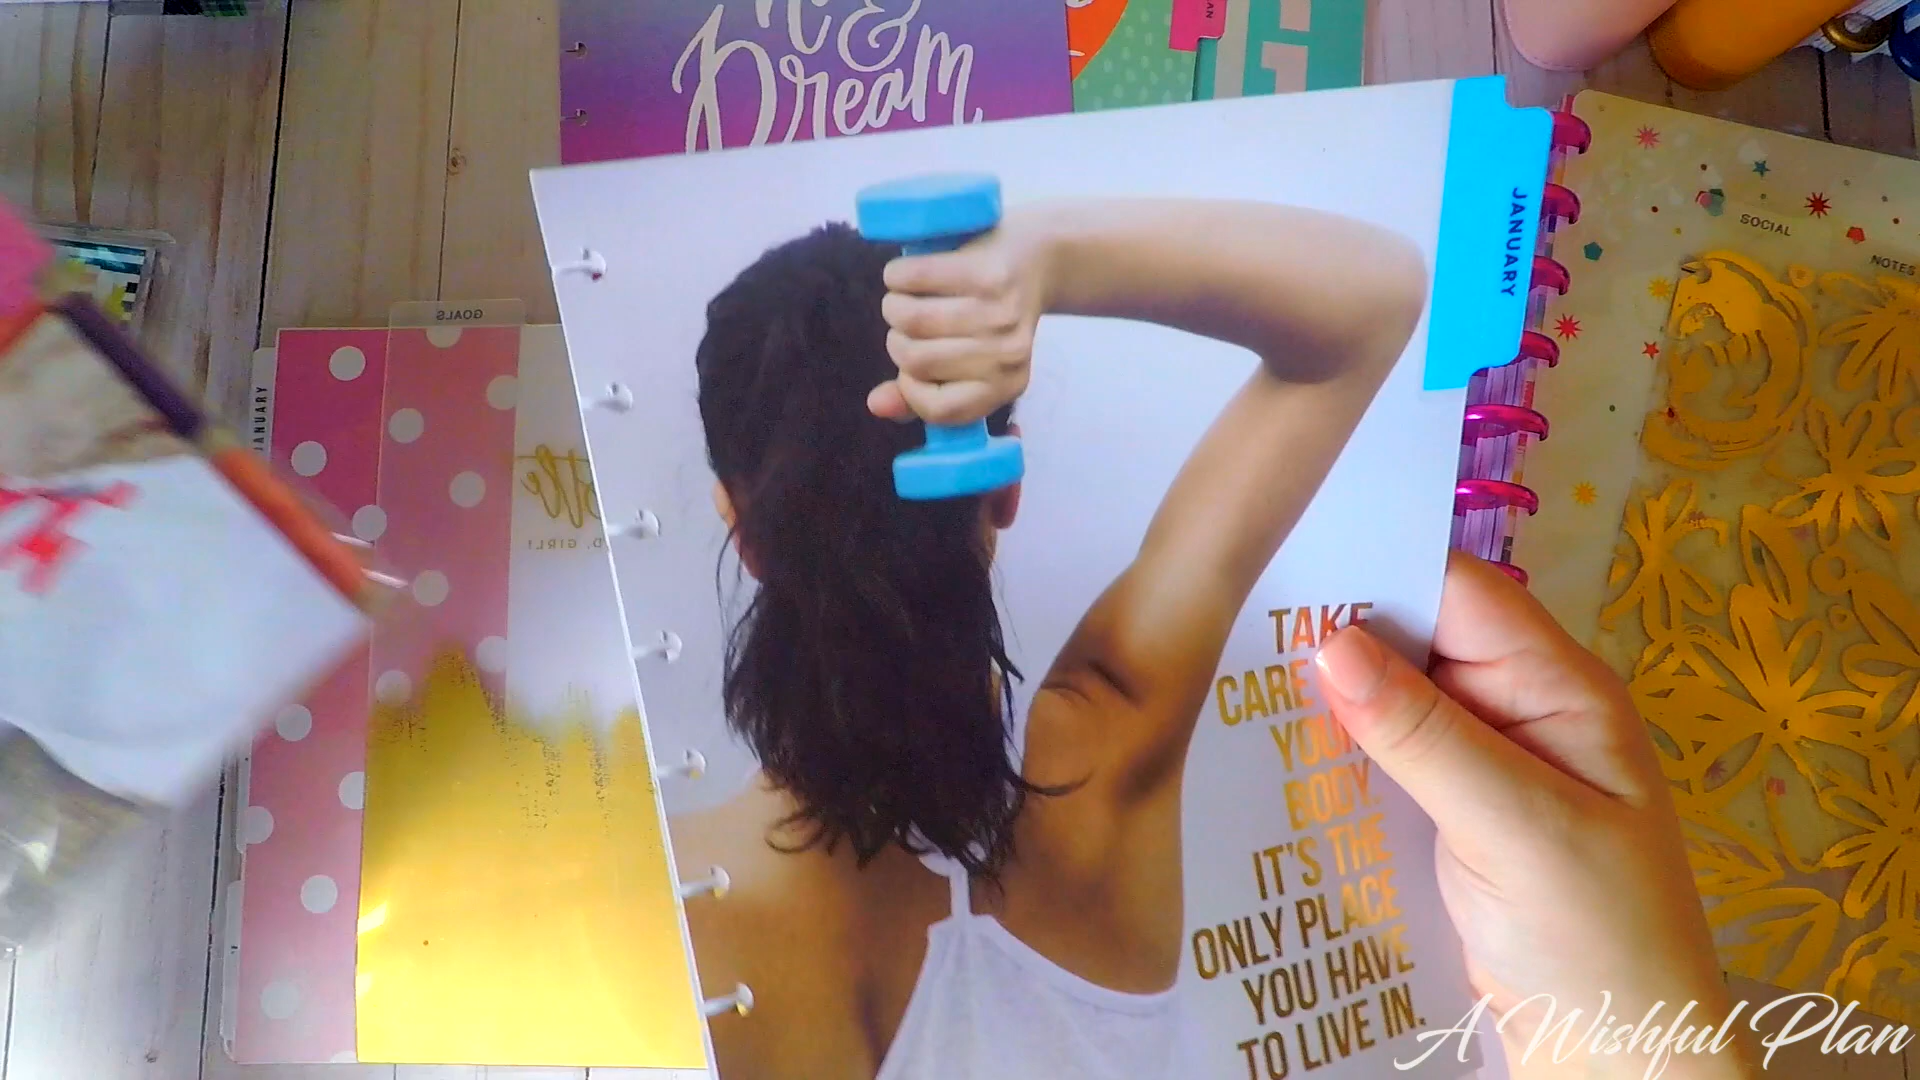 &
Dream
JANUARY
SOCIAL
NOTES
GOALS
JANUARY
D, GIRL!
TAKE
CARE
YOUR
BODY.
IT'S THE
ONLY PLACE
YOU HAVE
TO LIVE IN.
A Wishful Plan